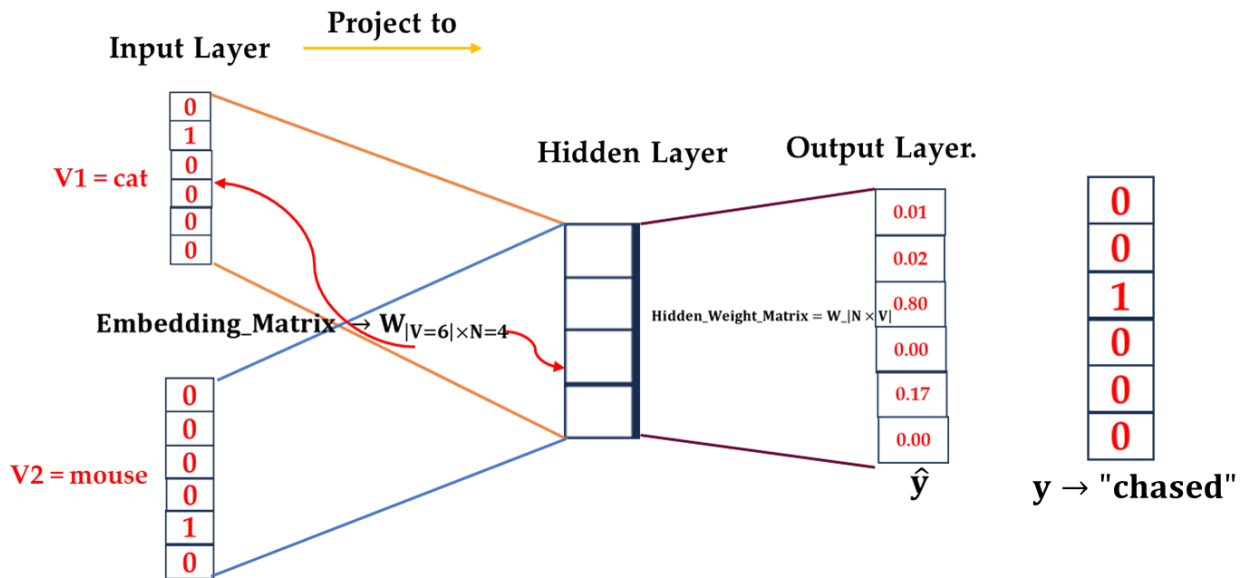 Project to
Input Layer
0
1
0
0
0
0
V1 = cat
Embedding_Matrix → W|V=6|×N=4
0
0
0
0
1
0
V2 = mouse
Hidden Layer
Hidden_Weight_Matrix = W_|N × V|
Output Layer.
0.01
0.02
0.80
0.00
0.17
0.00
ŷ
0
0
1
0
0
0
y → "chased"